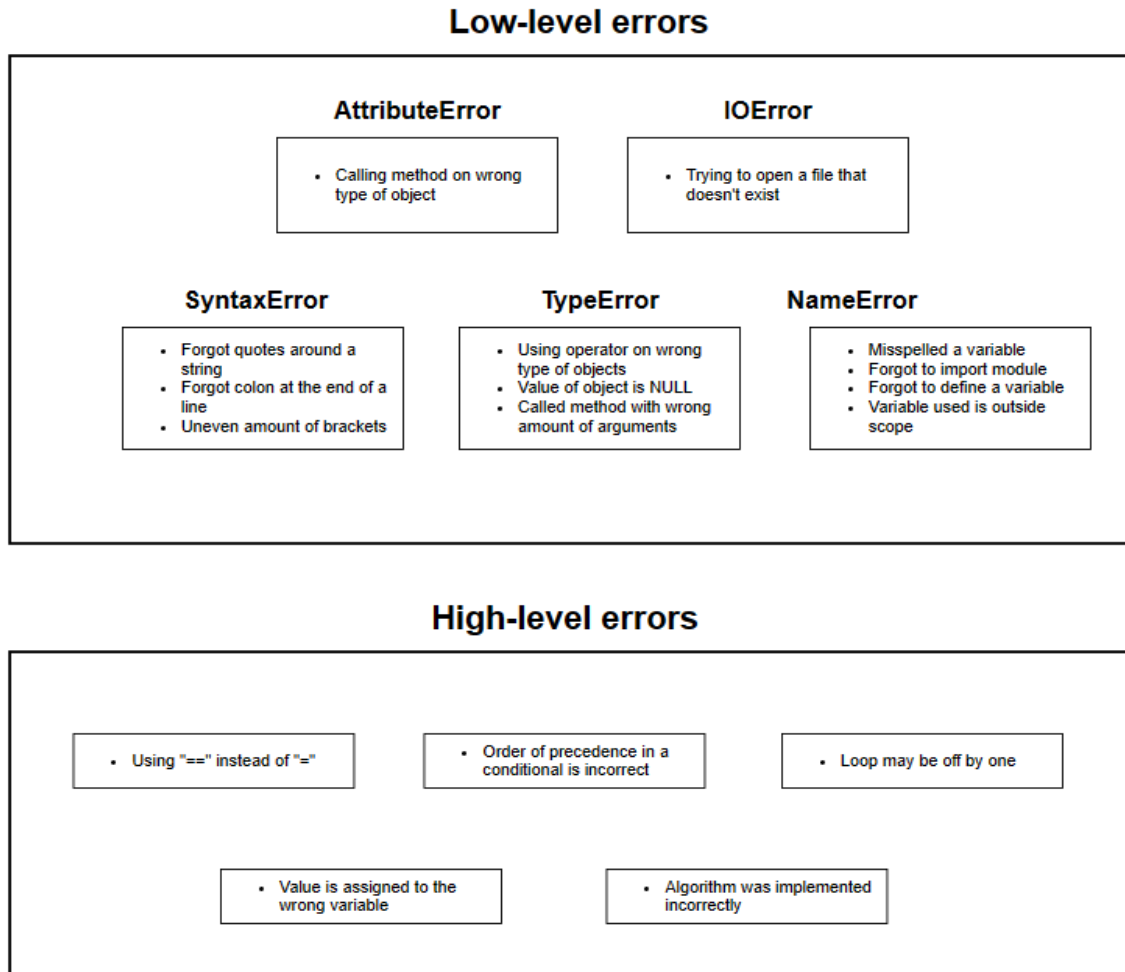 Low-level errors
AttributeError
• Calling method on wrong
type of object
IOError
• Trying to open a file that
doesn't exist
SyntaxError
• Forgot quotes around a
string
• Forgot colon at the end of a
line
• Uneven amount of brackets
TypeError
• Using operator on wrong
type of objects
• Value of object is NULL
• Called method with wrong
amount of arguments
NameError
• Misspelled a variable
• Forgot to import module
• Forgot to define a variable
• Variable used is outside
scope
High-level errors
• Using "==" instead of "="
• Order of precedence in a
conditional is incorrect
• Loop may be off by one
• Value is assigned to the
wrong variable
• Algorithm was implemented
incorrectly